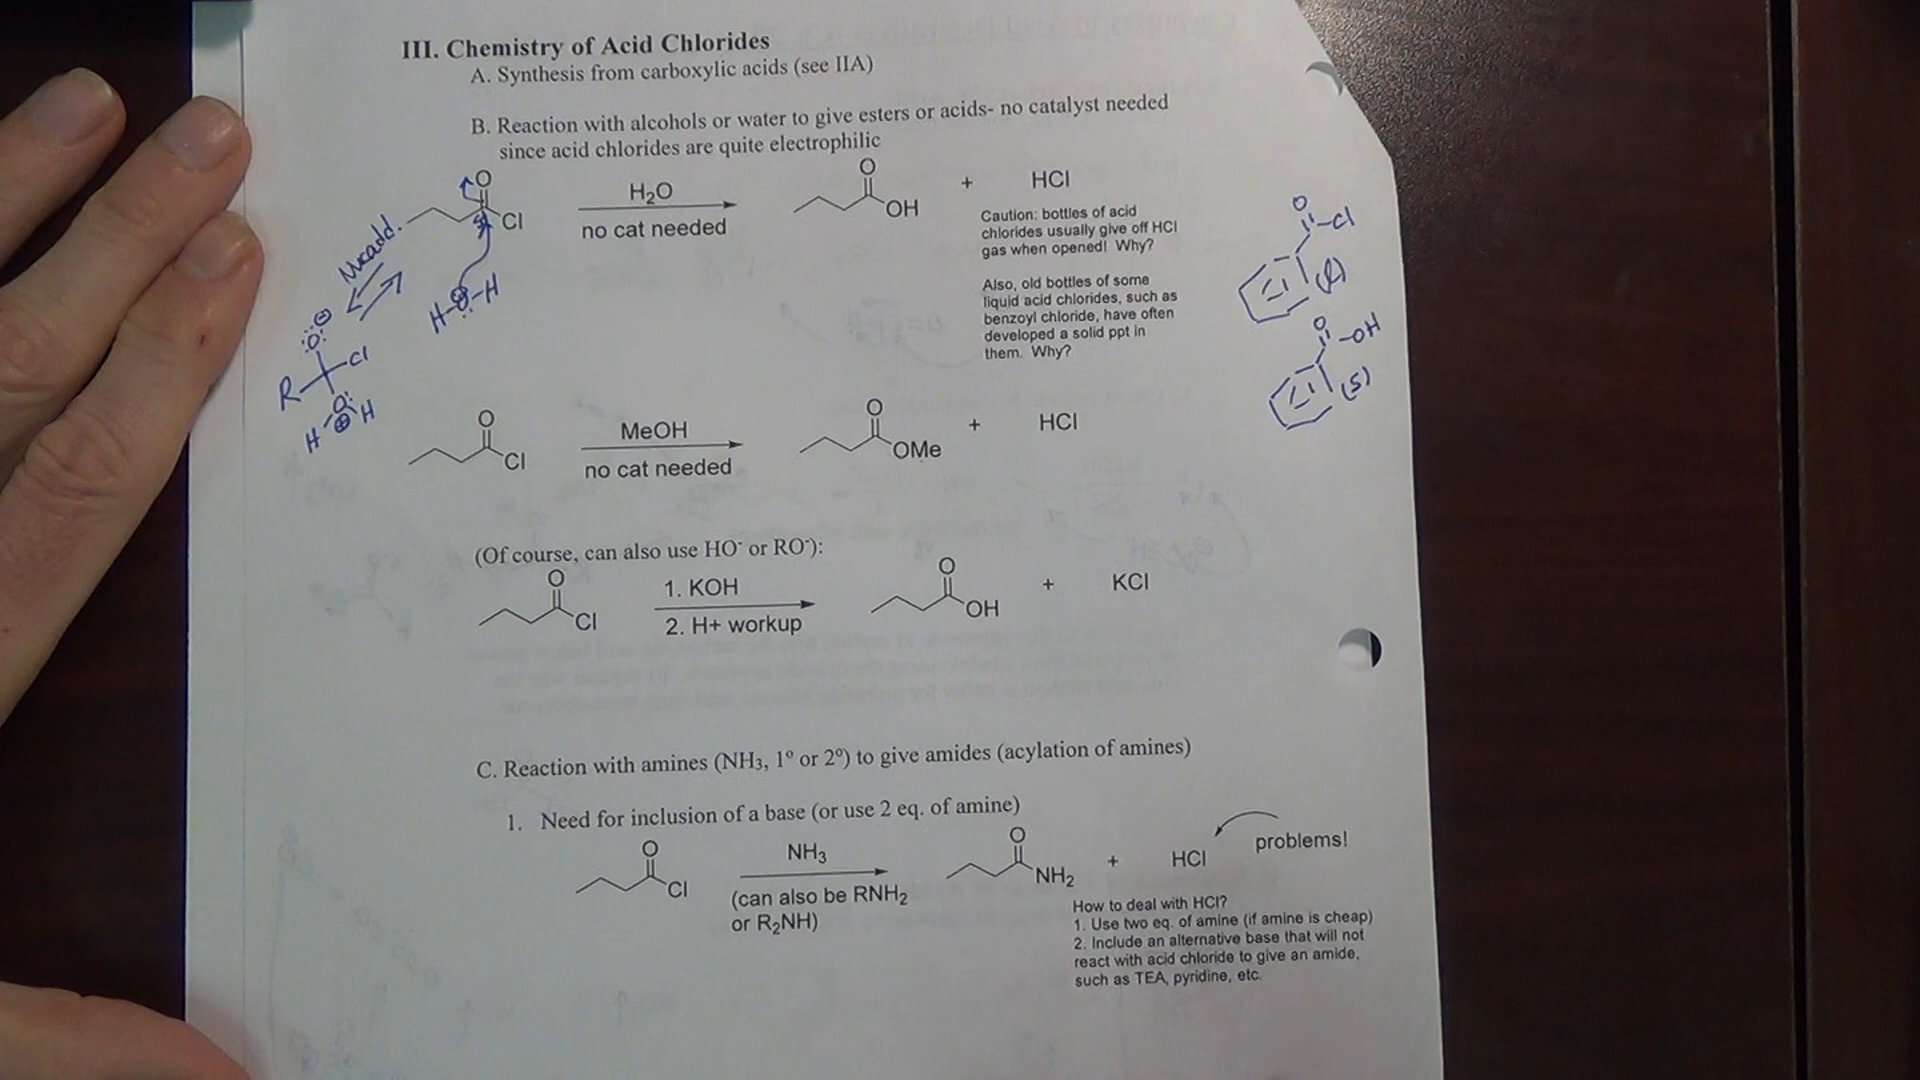 III. Chemistry of Acid Chlorides
A. Synthesis from carboxylic acids (see IIA)
B. Reaction with alcohols or water to give esters or acids- no catalyst needed
since acid chlorides are quite electrophilic
O
Cl
H₂O
no cat needed
O
OH
+
HCl
Caution: bottles of acid
chlorides usually give off HCl
gas when opened! Why?
Also, old bottles of some
liquid acid chlorides, such as
benzoyl chloride, have often
developed a solid ppt in
them. Why?
Nucadd.
H-O-H
O
R
Cl
O
H
H
⊕
O
Cl
(l)
O
OH
(s)
O
Cl
MeOH
no cat needed
O
OMe
+
HCl
(Of course, can also use HO⁻ or RO⁻):
O
Cl
1. KOH
2. H+ workup
O
OH
+
KCl
C. Reaction with amines (NH₃, 1º or 2º) to give amides (acylation of amines)
1. Need for inclusion of a base (or use 2 eq. of amine)
O
Cl
NH₃
(can also be RNH₂
or R₂NH)
O
NH₂
+
HCl
problems!
How to deal with HCl?
1. Use two eq. of amine (if amine is cheap)
2. Include an alternative base that will not
react with acid chloride to give an amide,
such as TEA, pyridine, etc.